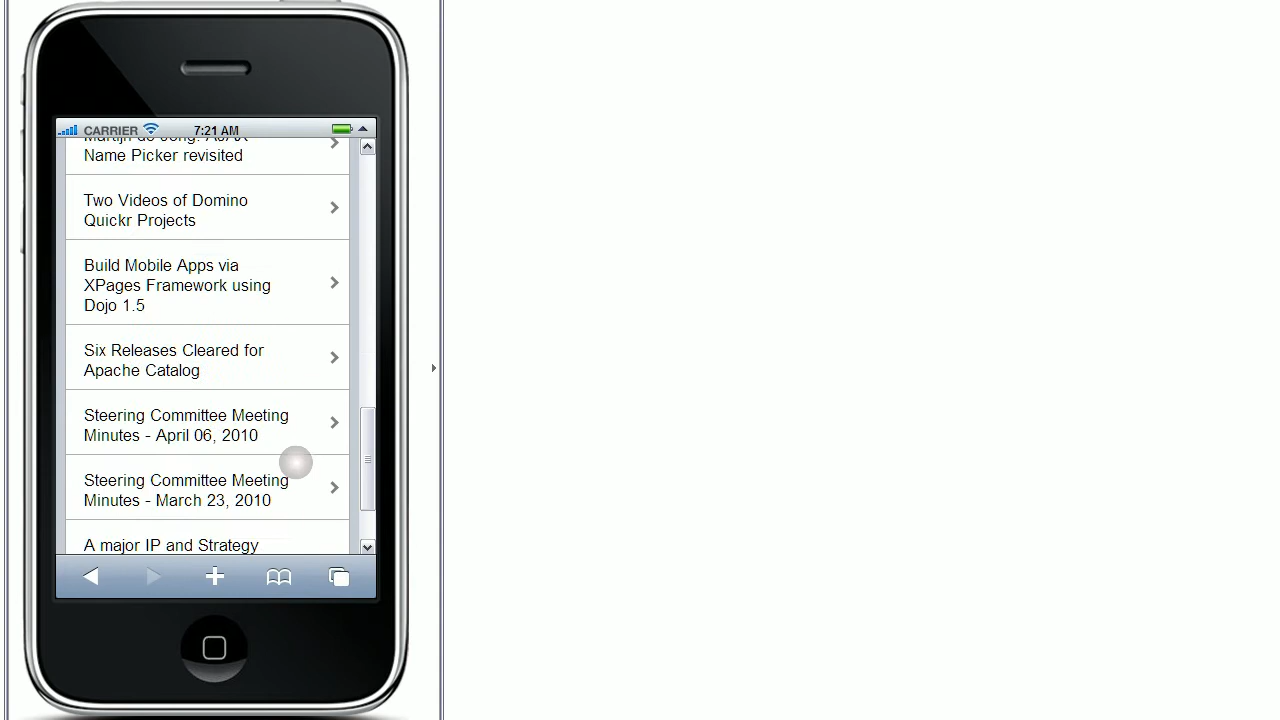 CARRIER 7:21 AM
Name Picker revisited
Two Videos of Domino
Quickr Projects
Build Mobile Apps via
XPages Framework using
Dojo 1.5
Six Releases Cleared for
Apache Catalog
Steering Committee Meeting
Minutes - April 06, 2010
Steering Committee Meeting
Minutes - March 23, 2010
A major IP and Strategy